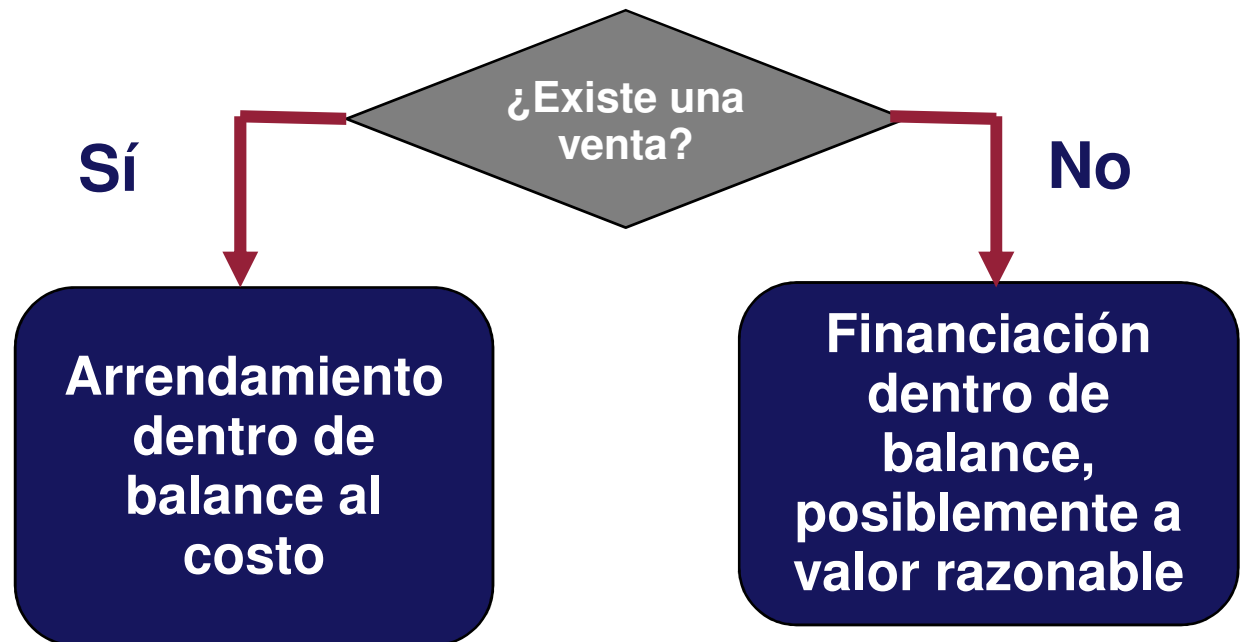 ¿Existe una
venta?
Sí
No
Arrendamiento
dentro de
balance al
costo
Financiación
dentro de
balance,
posiblemente a
valor razonable